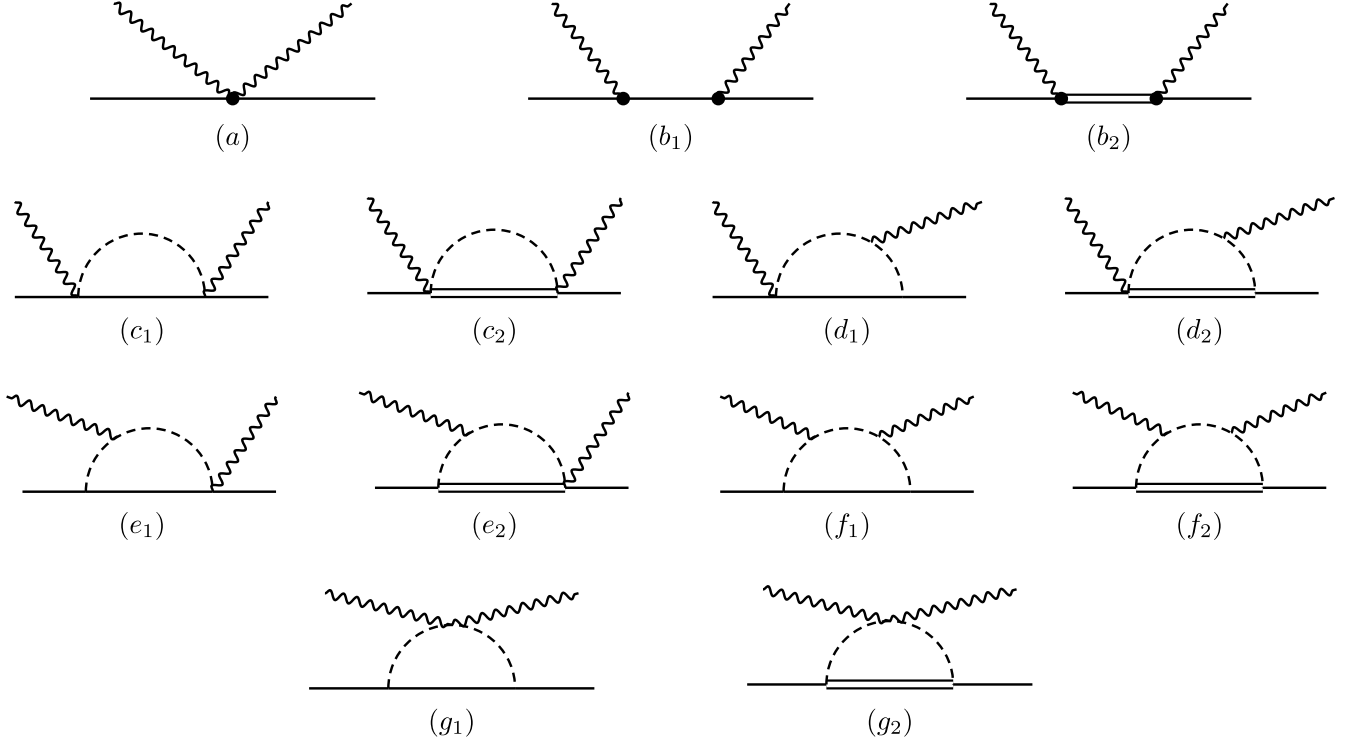 (a) (b₁) (b₂)
(c₁) (c₂) (d₁) (d₂)
(e₁) (e₂) (f₁) (f₂)
(g₁) (g₂)